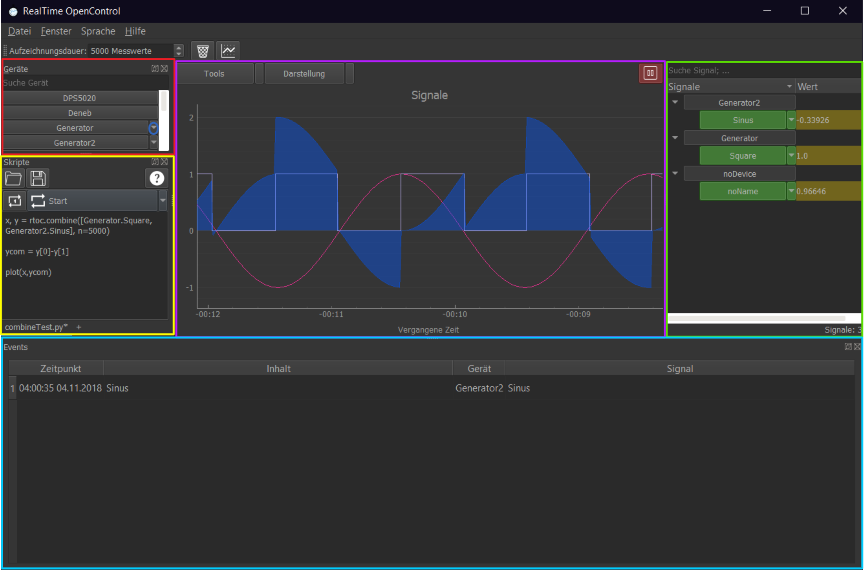 RealTime OpenControl
Datei Fenster Sprache Hilfe
Aufzeichnungsdauer: 5000 Messwerte
Geräte
Suche Gerät
DPS5020
Deneb
Generator
Generator2
Skripte
?
Start
x, y = rtoc.combine([Generator.Square,
Generator2.Sinus], n=5000)
ycom = y[0]-y[1]
plot(x,ycom)
combineTest.py* +
Tools Darstellung
Signale
2
1
0
-1
-00:12 -00:11 -00:10 -00:09
Vergangene Zeit
Suche Signal; ...
Signale Wert
Generator2
Sinus -0.33926
Generator
Square 1.0
noDevice
noName 0.96646
Signale: 3
Events
Zeitpunkt Inhalt Gerät Signal
1 04:00:35 04.11.2018 Sinus Generator2 Sinus